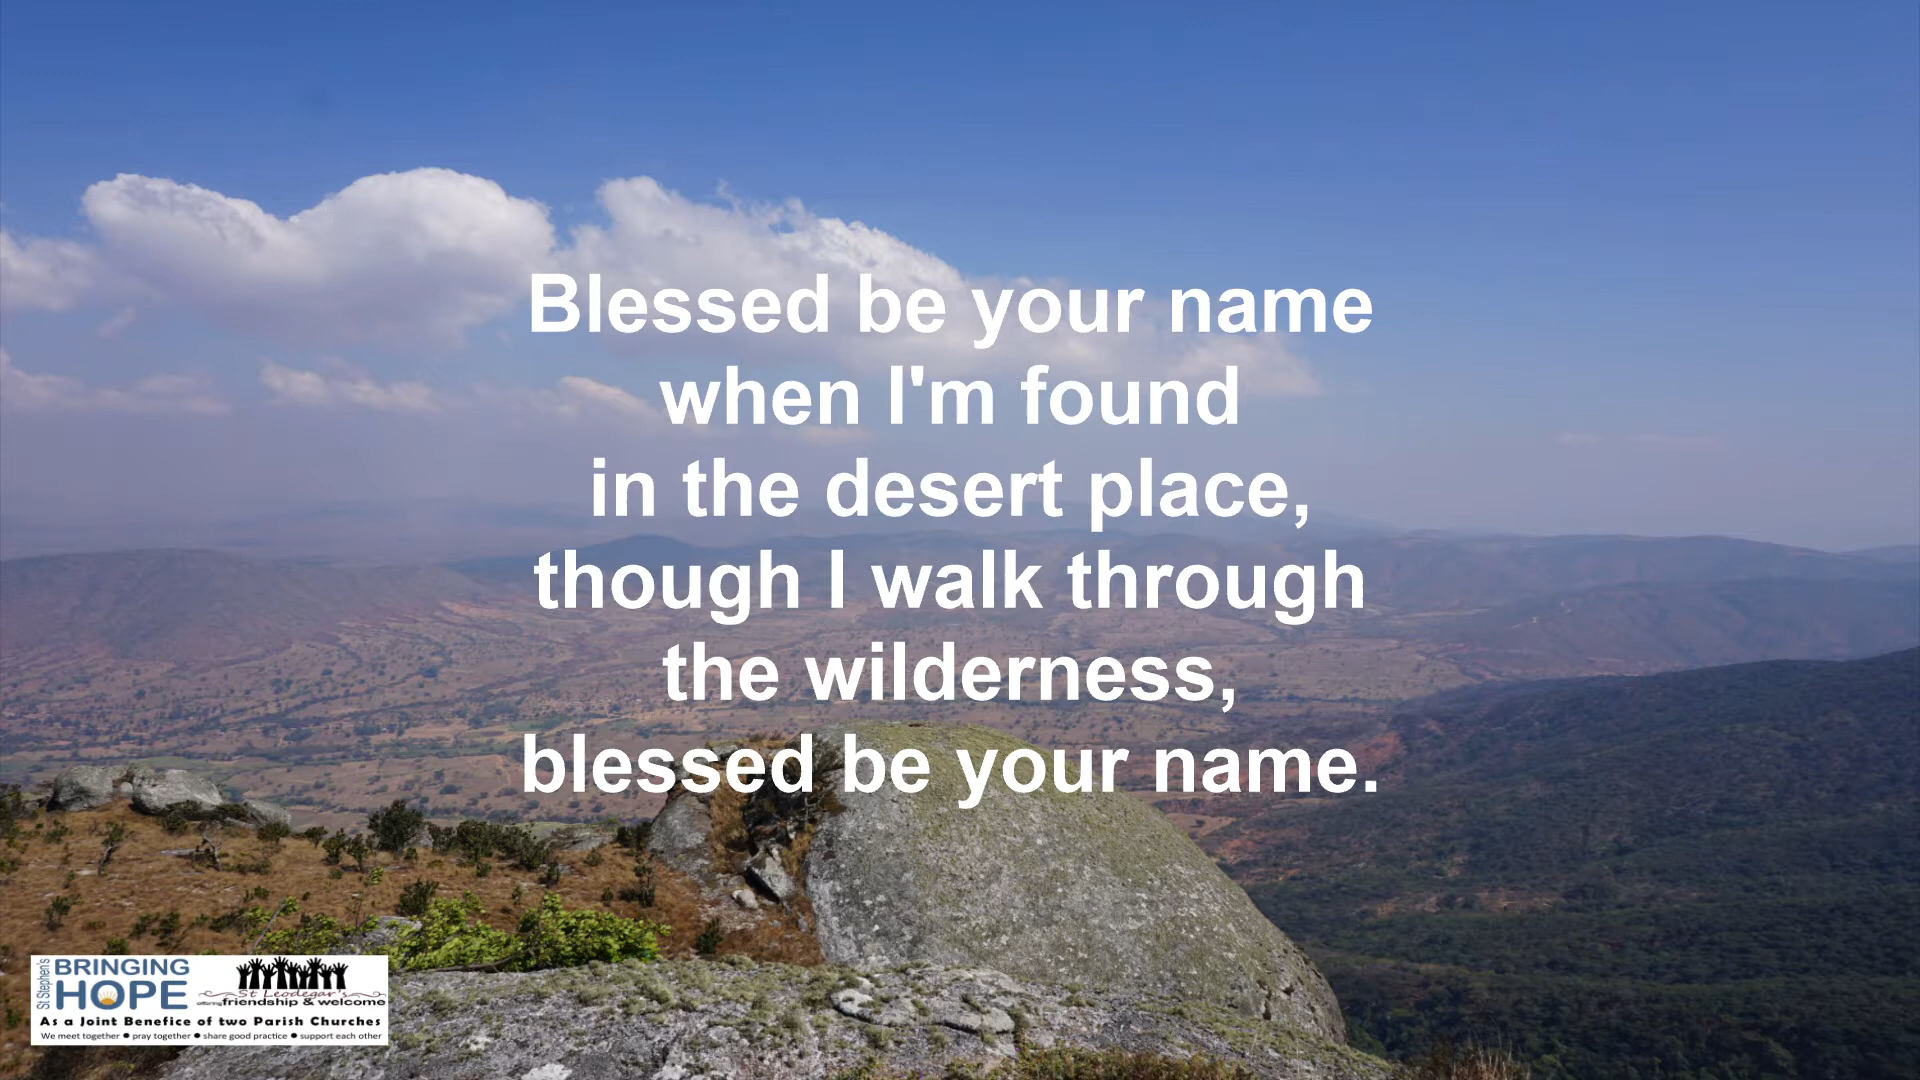 Blessed be your name
when I'm found
in the desert place,
though I walk through
the wilderness,
blessed be your name.
St Stephen's
BRINGING
HOPE
St Leodegar's
offering friendship & welcome
As a Joint Benefice of two Parish Churches
We meet together ● pray together ● share good practice ● support each other